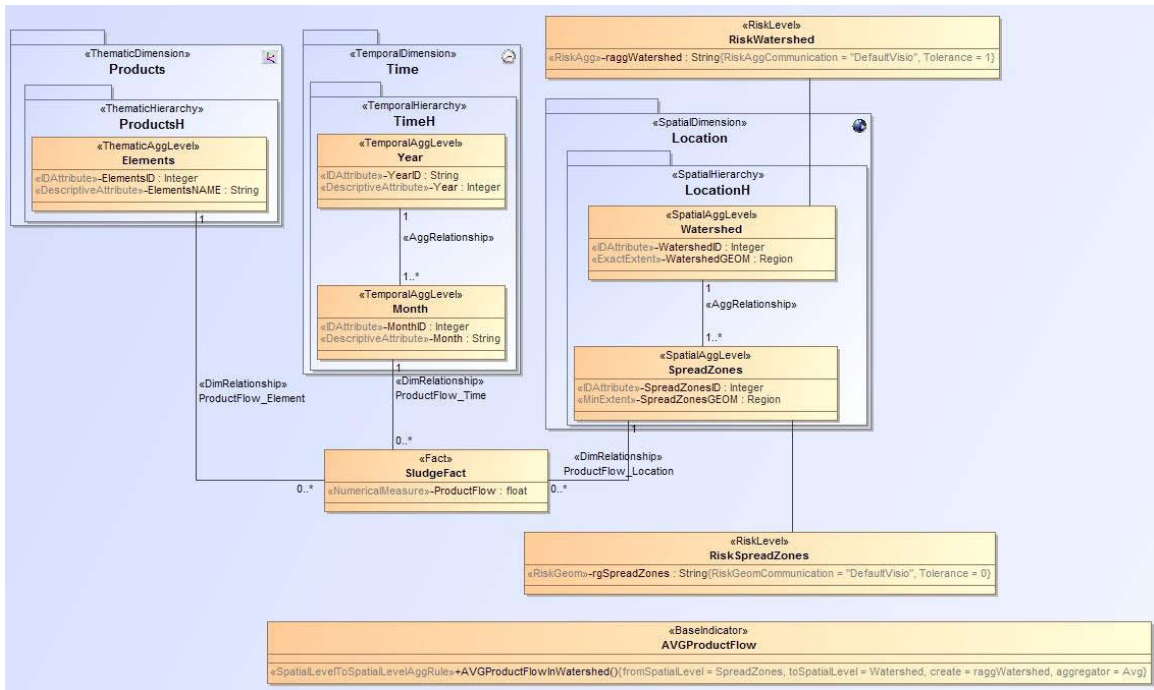 «ThematicDimension»
Products
«ThematicHierarchy»
ProductsH
«ThematicAggLevel»
Elements
«IDAttribute»-ElementsID : Integer
«DescriptiveAttribute»-ElementsNAME : String
1
«DimRelationship»
ProductFlow_Element
0..*
«TemporalDimension»
Time
«TemporalHierarchy»
TimeH
«TemporalAggLevel»
Year
«IDAttribute»-YearID : String
«DescriptiveAttribute»-Year : Integer
1
«AggRelationship»
1..*
«TemporalAggLevel»
Month
«IDAttribute»-MonthID : Integer
«DescriptiveAttribute»-Month : String
1
«DimRelationship»
ProductFlow_Time
0..*
«RiskLevel»
RiskWatershed
«RiskAgg»-raggWatershed : String{RiskAggCommunication = "DefaultVisio", Tolerance = 1}
«SpatialDimension»
Location
«SpatialHierarchy»
LocationH
«SpatialAggLevel»
Watershed
«IDAttribute»-WatershedID : Integer
«ExactExtent»-WatershedGEOM : Region
1
«AggRelationship»
1..*
«SpatialAggLevel»
SpreadZones
«IDAttribute»-SpreadZonesID : Integer
«MinExtent»-SpreadZonesGEOM : Region
1
«DimRelationship»
ProductFlow_Location
0..*
«Fact»
SludgeFact
«NumericalMeasure»-ProductFlow : float
«RiskLevel»
RiskSpreadZones
«RiskGeom»-rgSpreadZones : String{RiskGeomCommunication = "DefaultVisio", Tolerance = 0}
«BaseIndicator»
AVGProductFlow
«SpatialLevelToSpatialLevelAggRule»+AVGProductFlowInWatershed(){fromSpatialLevel = SpreadZones, toSpatialLevel = Watershed, create = raggWatershed, aggregator = Avg}